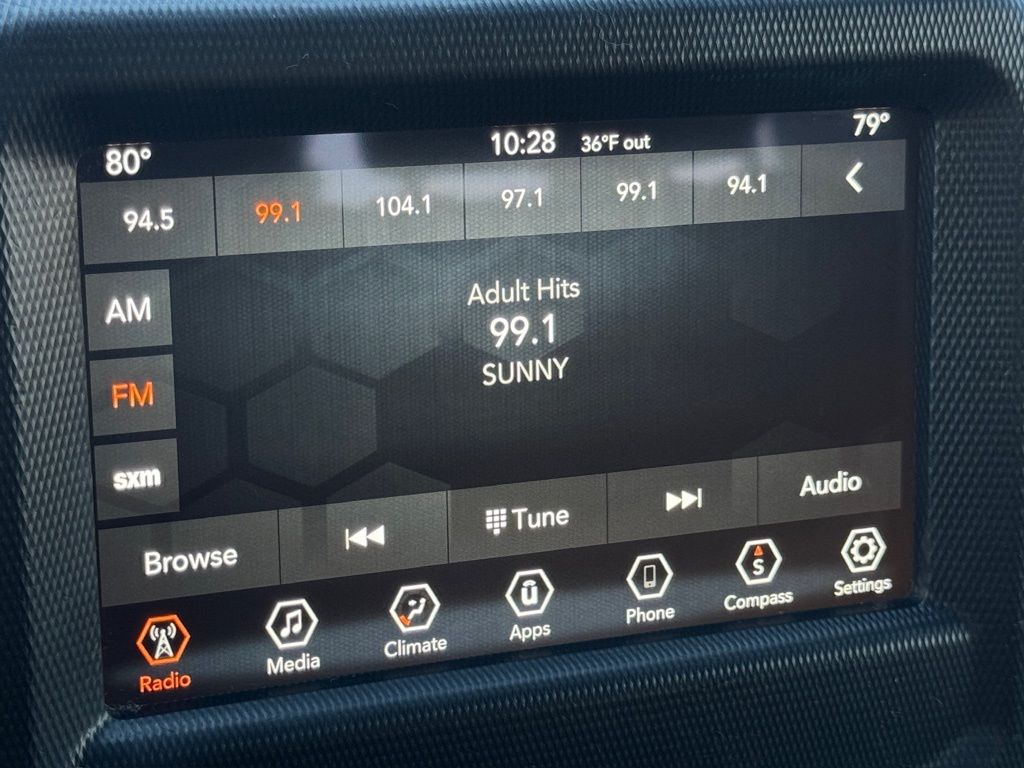 80° 10:28 36°F out 79°
94.5 99.1 104.1 97.1 99.1 94.1
AM
FM
sxm
Adult Hits
99.1
SUNNY
Browse Tune Audio
Radio Media Climate Apps Phone Compass Settings
S